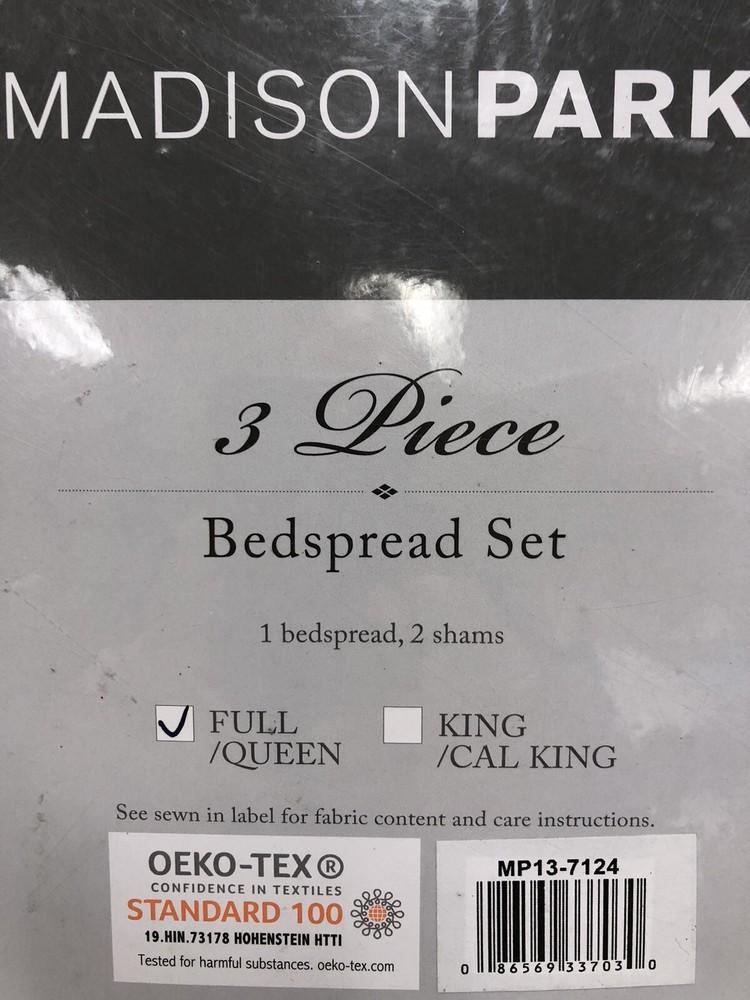 MADISONPARK
3 Piece
Bedspread Set
1 bedspread, 2 shams
FULL
/QUEEN
KING
/CAL KING
See sewn in label for fabric content and care instructions.
OEKO-TEX®
CONFIDENCE IN TEXTILES
STANDARD 100
19.HIN.73178 HOHENSTEIN HTTI
Tested for harmful substances. oeko-tex.com
MP13-7124
0 86569 33703 0